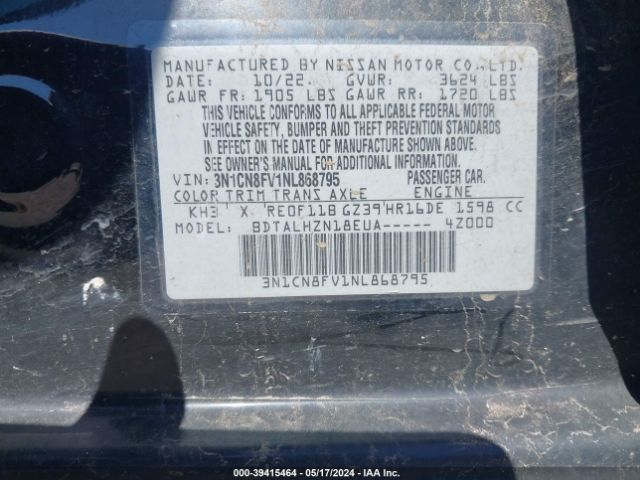 MANUFACTURED BY NISSAN MOTOR CO.,LTD.
DATE: 10/22 GVWR: 3624 LBS
GAWR FR: 1905 LBS GAWR RR: 1720 LBS
THIS VEHICLE CONFORMS TO ALL APPLICABLE FEDERAL MOTOR
VEHICLE SAFETY, BUMPER AND THEFT PREVENTION STANDARDS
IN EFFECT ON THE DATE OF MANUFACTURE SHOWN ABOVE.
SEE OWNER'S MANUAL FOR ADDITIONAL INFORMATION.
VIN: 3N1CN8FV1NL868795 PASSENGER CAR.
COLOR TRIM TRANS AXLE ENGINE
KH3 X RE0F11B GZ39 HR16DE 1598 CC
MODEL: BDTALHZN18EUA----- 4Z000
3N1CN8FV1NL868795
000-39415464 | 05/17/2024 | IAA Inc.